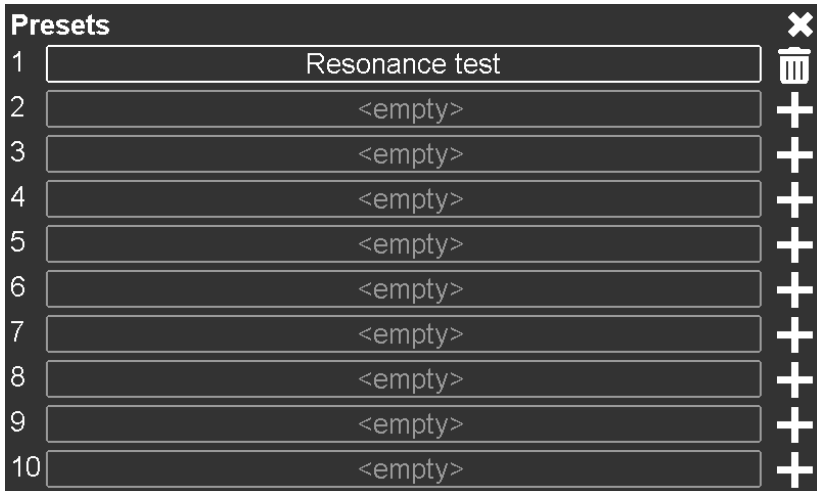 Presets
1 Resonance test
2 <empty>
3 <empty>
4 <empty>
5 <empty>
6 <empty>
7 <empty>
8 <empty>
9 <empty>
10 <empty>